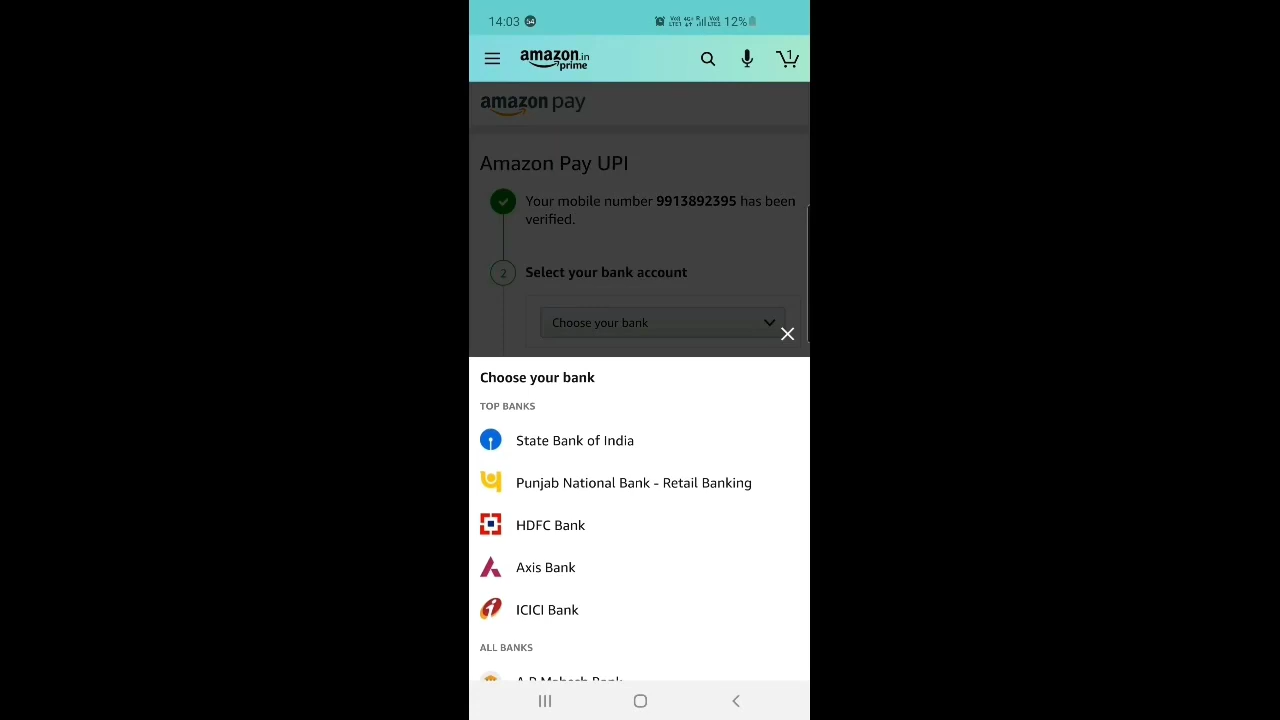 14:03 54 12%
amazon.in
prime
1
amazon pay
Amazon Pay UPI
Your mobile number 9913892395 has been
verified.
2 Select your bank account
Choose your bank
Choose your bank
TOP BANKS
State Bank of India
Punjab National Bank - Retail Banking
HDFC Bank
Axis Bank
ICICI Bank
ALL BANKS